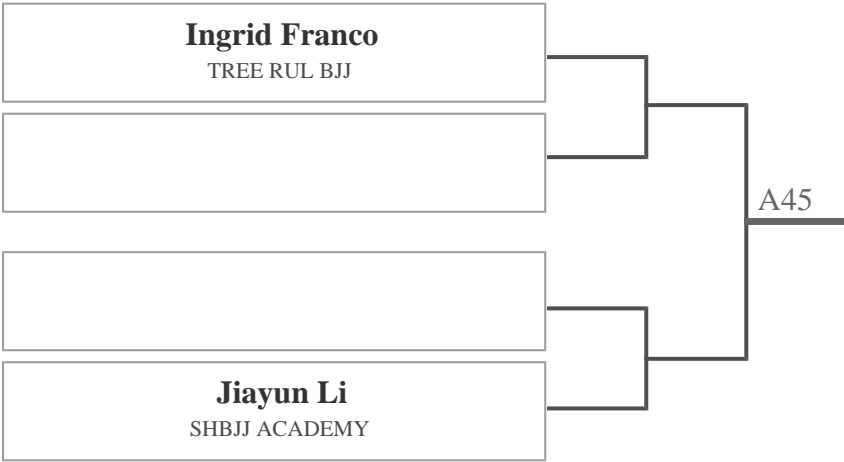 Ingrid Franco
TREE RUL BJJ
A45
Jiayun Li
SHBJJ ACADEMY